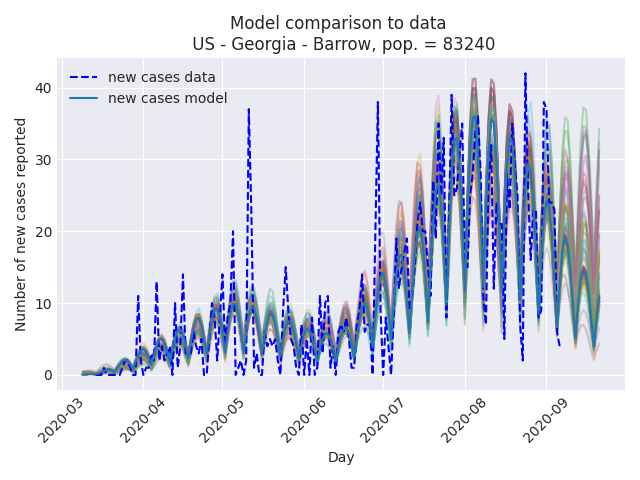 Model comparison to data
US - Georgia - Barrow, pop. = 83240
new cases data
new cases model
Number of new cases reported
40
30
20
10
0
2020-03
2020-04
2020-05
2020-06
2020-07
2020-08
2020-09
Day